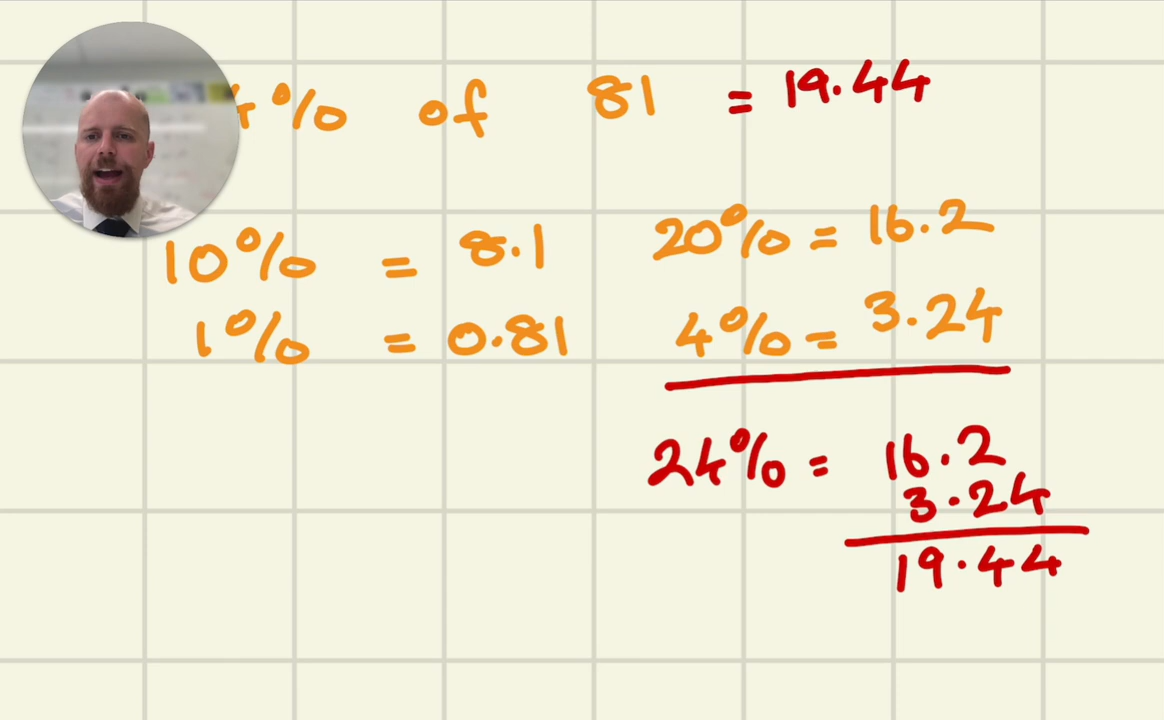 4% of 81 = 19.44
10% = 8.1 20% = 16.2
1% = 0.81 4% = 3.24
24% = 16.2
3.24
19.44